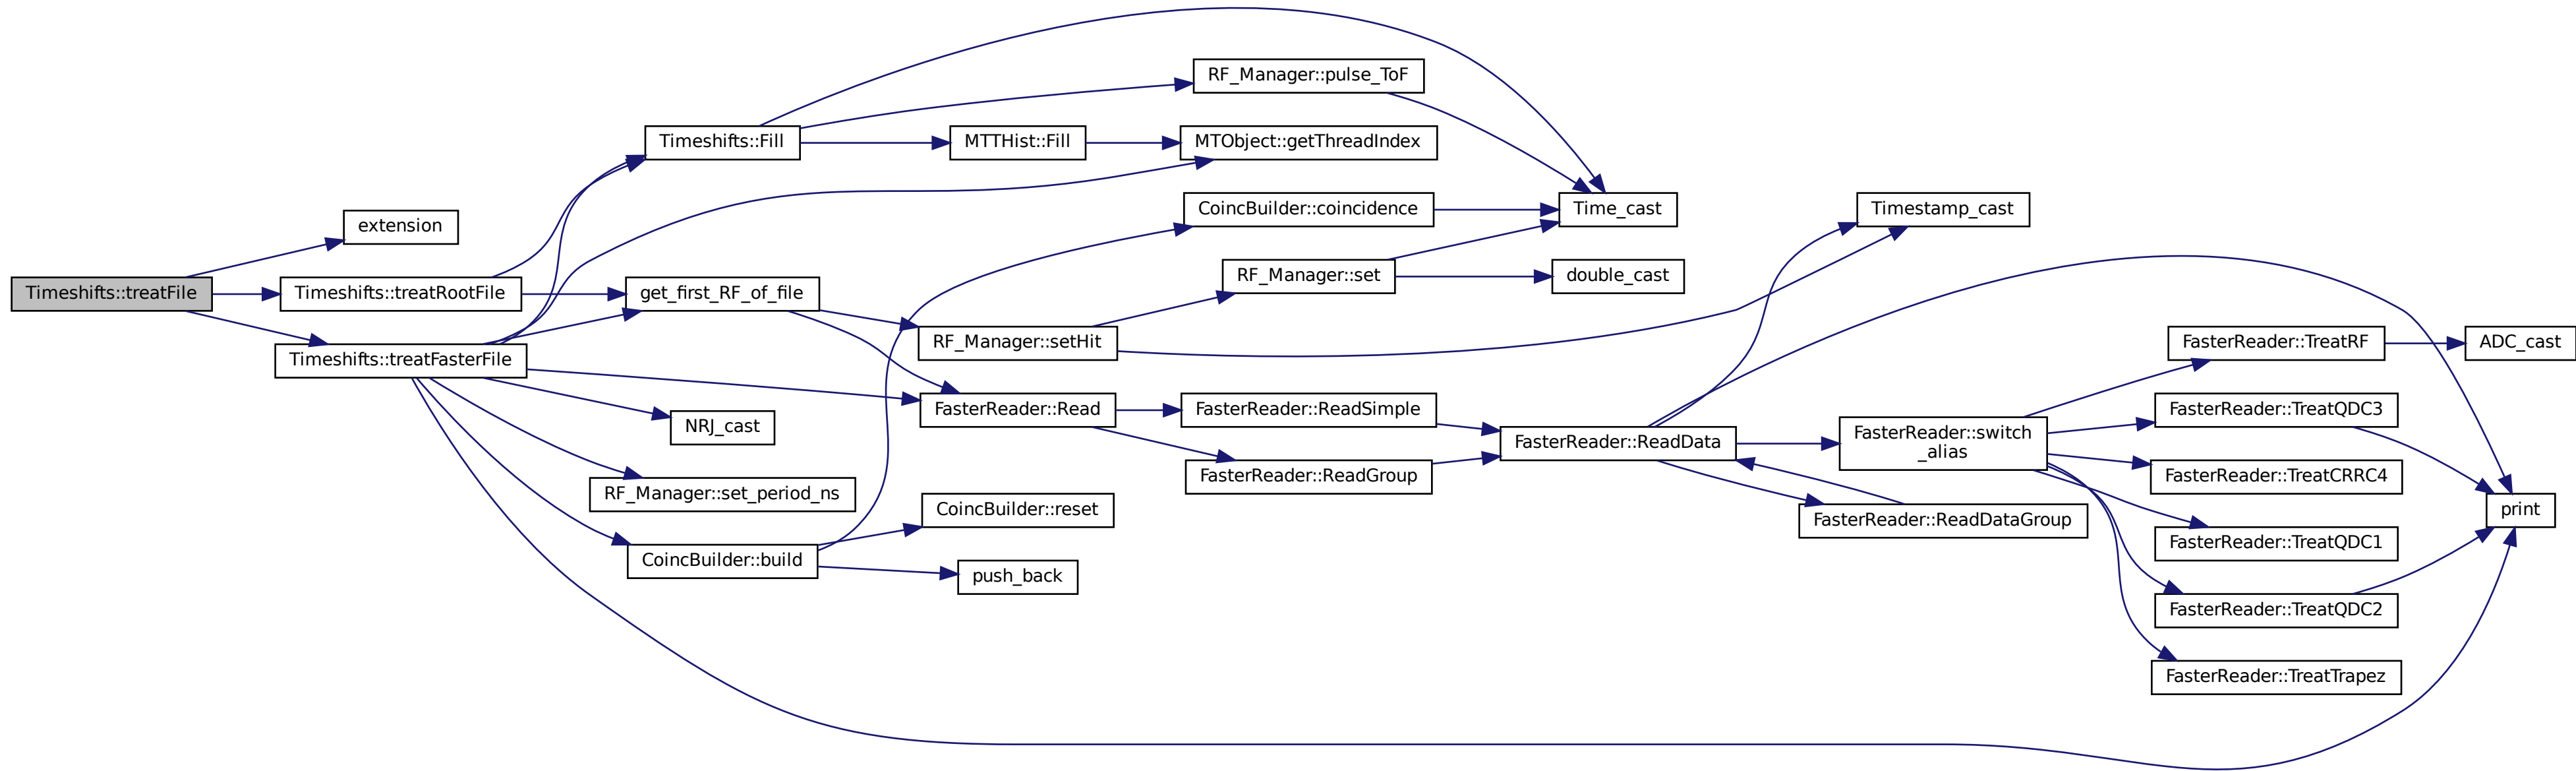 Timeshifts::treatFile
extension
Timeshifts::treatRootFile
Timeshifts::treatFasterFile
Timeshifts::Fill
get_first_RF_of_file
NRJ_cast
RF_Manager::set_period_ns
CoincBuilder::build
MTTHist::Fill
RF_Manager::setHit
FasterReader::Read
CoincBuilder::reset
push_back
RF_Manager::pulse_ToF
MTObject::getThreadIndex
CoincBuilder::coincidence
RF_Manager::set
FasterReader::ReadSimple
FasterReader::ReadGroup
Time_cast
double_cast
FasterReader::ReadData
Timestamp_cast
FasterReader::switch
_alias
FasterReader::ReadDataGroup
FasterReader::TreatRF
FasterReader::TreatQDC3
FasterReader::TreatCRRC4
FasterReader::TreatQDC1
FasterReader::TreatQDC2
FasterReader::TreatTrapez
ADC_cast
print